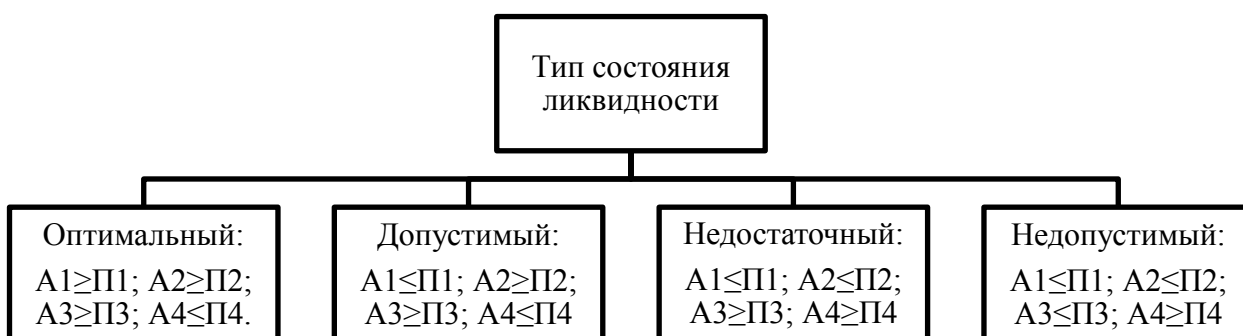 Тип состояния
ликвидности
Оптимальный:
А1≥П1; А2≥П2;
А3≥П3; А4≤П4.
Допустимый:
А1≤П1; А2≥П2;
А3≥П3; А4≤П4
Недостаточный:
А1≤П1; А2≤П2;
А3≥П3; А4≥П4
Недопустимый:
А1≤П1; А2≤П2;
А3≤П3; А4≥П4